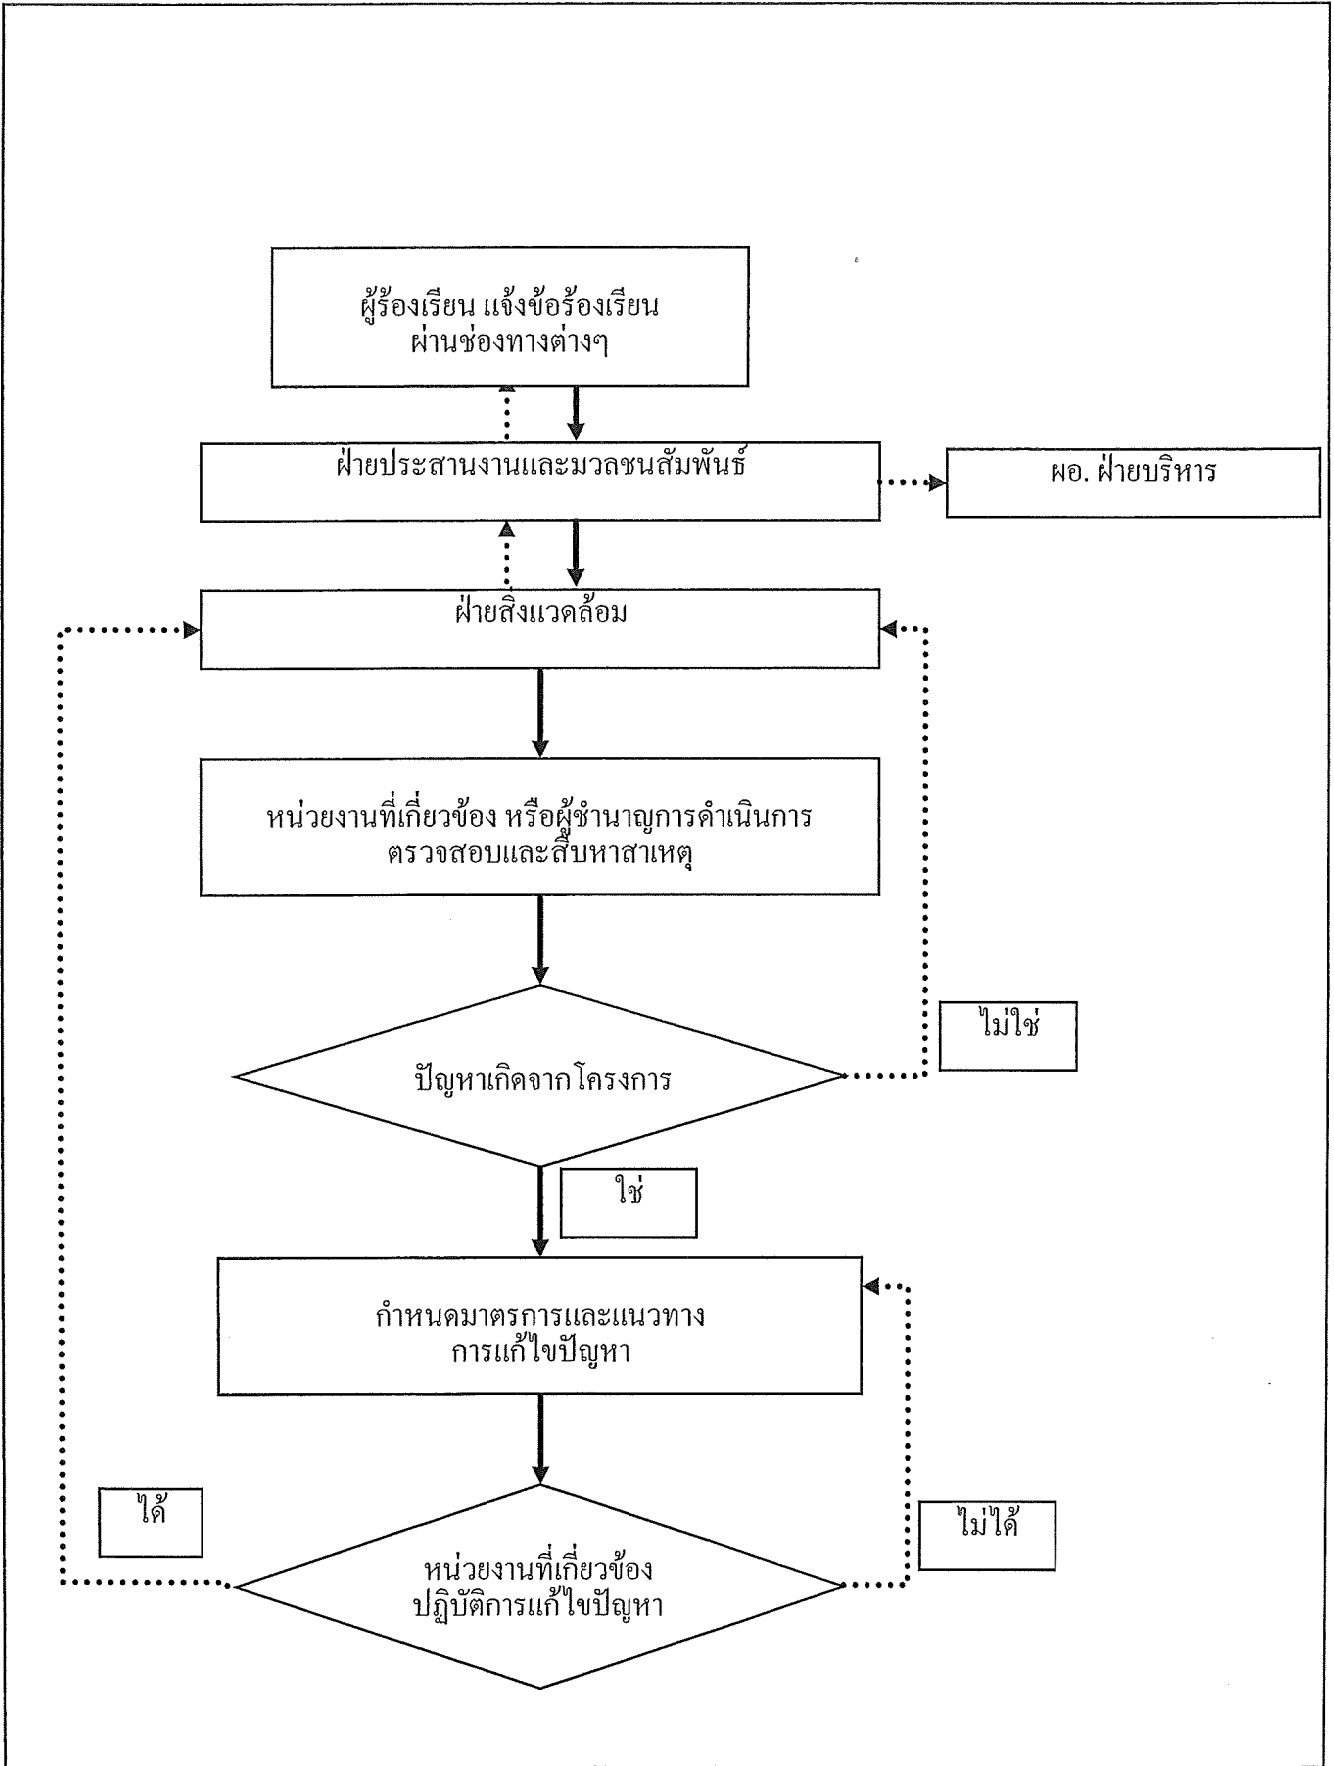 ผู้ร้องเรียน แจ้งข้อร้องเรียน
ผ่านช่องทางต่างๆ
ฝ่ายประสานงานและมวลชนสัมพันธ์
ผอ. ฝ่ายบริหาร
ฝ่ายสิ่งแวดล้อม
หน่วยงานที่เกี่ยวข้อง หรือผู้ชำนาญการดำเนินการ
ตรวจสอบและสืบหาสาเหตุ
ไม่ใช่
ปัญหาเกิดจากโครงการ
ใช่
กำหนดมาตรการและแนวทาง
การแก้ไขปัญหา
ได้
ไม่ได้
หน่วยงานที่เกี่ยวข้อง
ปฏิบัติการแก้ไขปัญหา